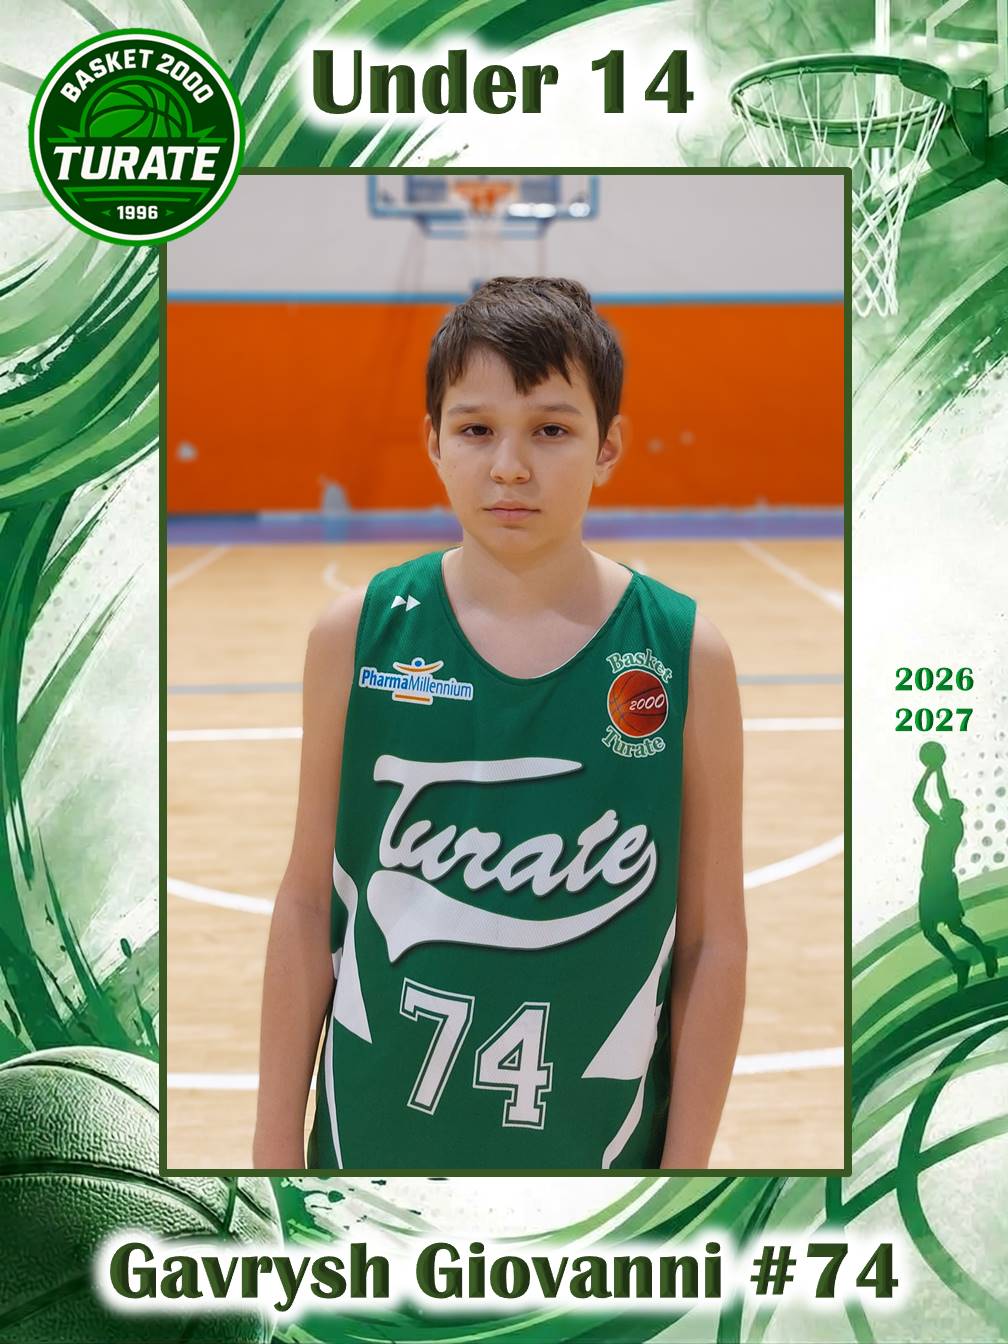 BASKET 2000
TURATE
1996
Under 14
PharmaMillennium
Basket
2000
Turate
Turate
74
2026
2027
Gavrysh Giovanni #74